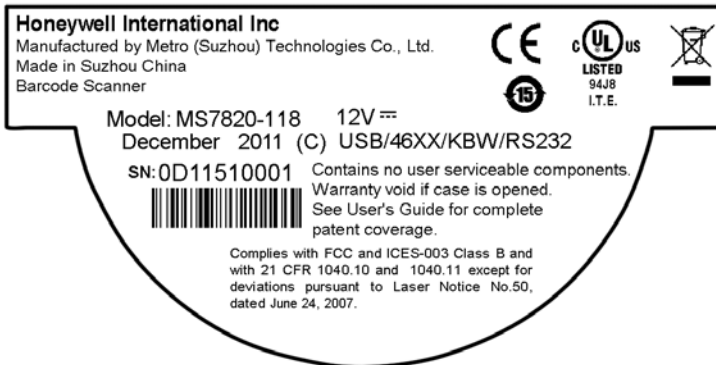 Honeywell International Inc
Manufactured by Metro (Suzhou) Technologies Co., Ltd.
Made in Suzhou China
Barcode Scanner
CE
15
C UL US
LISTED
94J8
I.T.E.
Model: MS7820-118 12V
December 2011 (C) USB/46XX/KBW/RS232
SN: 0D11510001
Contains no user serviceable components.
Warranty void if case is opened.
See User's Guide for complete
patent coverage.
Complies with FCC and ICES-003 Class B and
with 21 CFR 1040.10 and 1040.11 except for
deviations pursuant to Laser Notice No.50,
dated June 24, 2007.